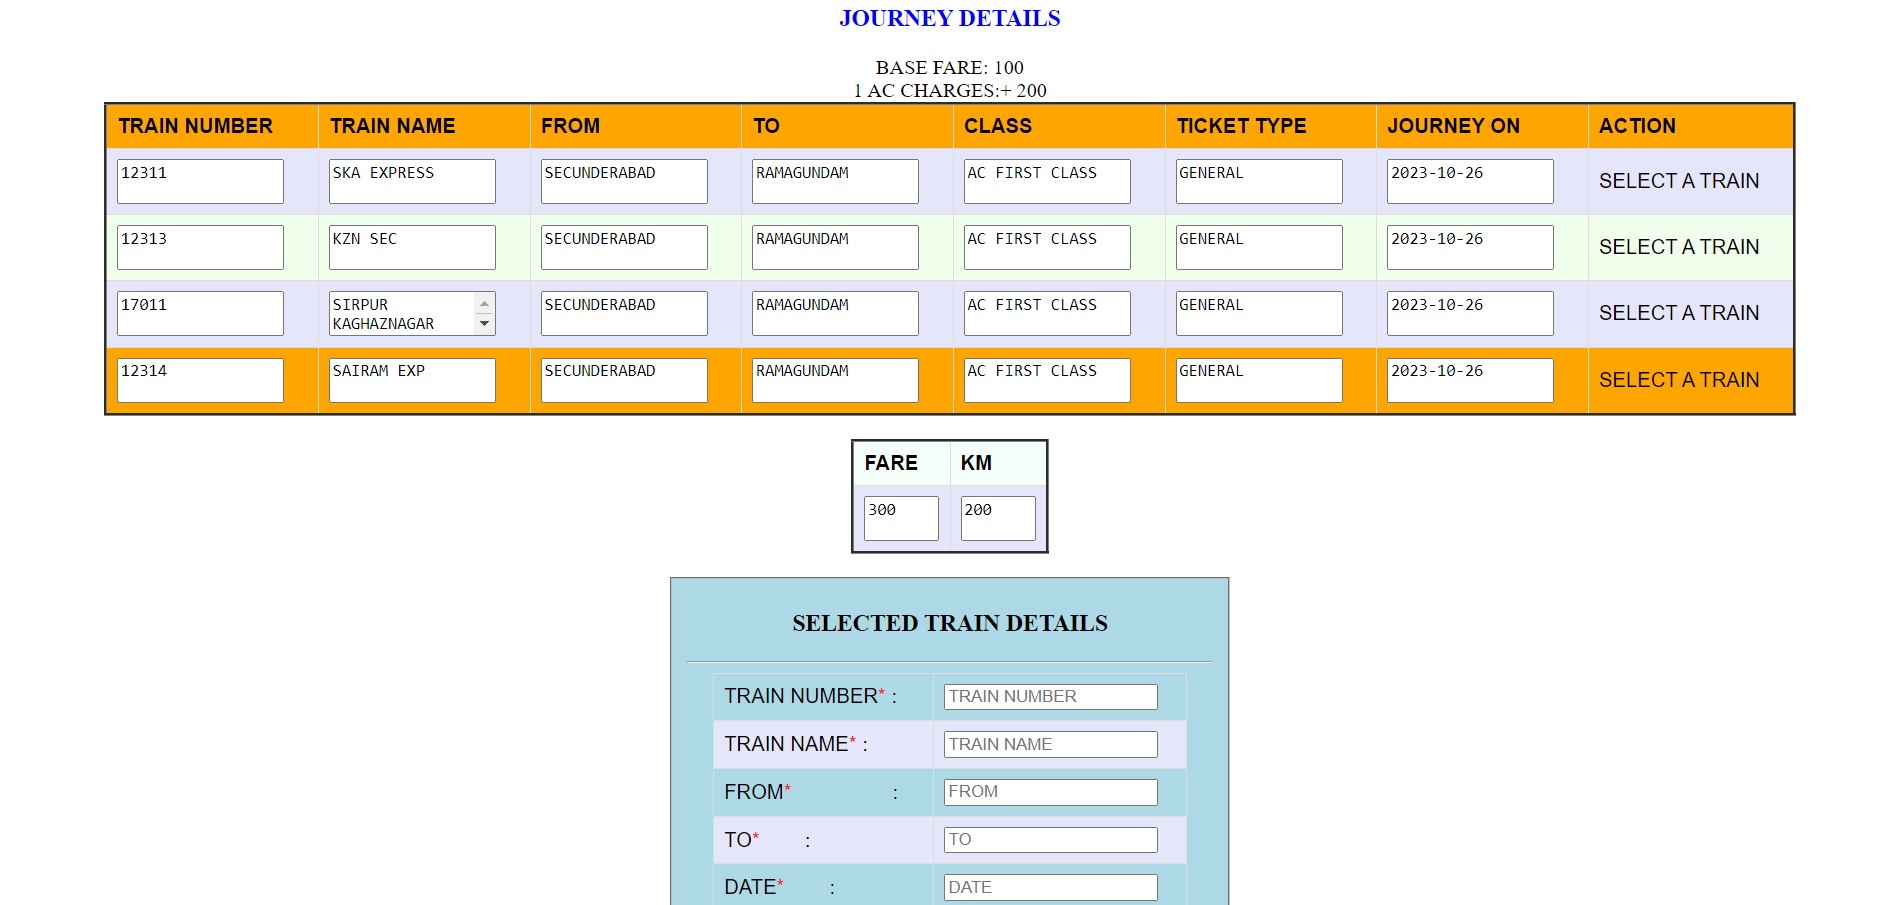 JOURNEY DETAILS
BASE FARE: 100
1 AC CHARGES:+ 200
TRAIN NUMBER TRAIN NAME FROM TO CLASS TICKET TYPE JOURNEY ON ACTION
12311 SKA EXPRESS SECUNDERABAD RAMAGUNDAM AC FIRST CLASS GENERAL 2023-10-26 SELECT A TRAIN
12313 KZN SEC SECUNDERABAD RAMAGUNDAM AC FIRST CLASS GENERAL 2023-10-26 SELECT A TRAIN
17011 SIRPUR SECUNDERABAD RAMAGUNDAM AC FIRST CLASS GENERAL 2023-10-26 SELECT A TRAIN
KAGHAZNAGAR
12314 SAIRAM EXP SECUNDERABAD RAMAGUNDAM AC FIRST CLASS GENERAL 2023-10-26 SELECT A TRAIN
FARE KM
300 200
SELECTED TRAIN DETAILS
TRAIN NUMBER* : TRAIN NUMBER
TRAIN NAME* : TRAIN NAME
FROM* : FROM
TO* : TO
DATE* : DATE